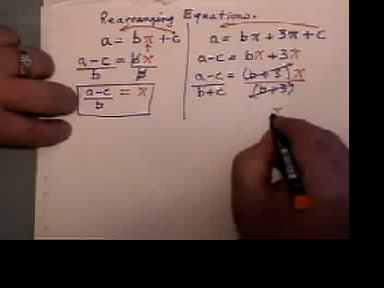 Rearranging Equations.
a = bx + c
a-c = bx
b b
a-c = x
b
a = bx + 3x + c
a-c = bx + 3x
a-c = (b+3)x
b+c (b+3)
x